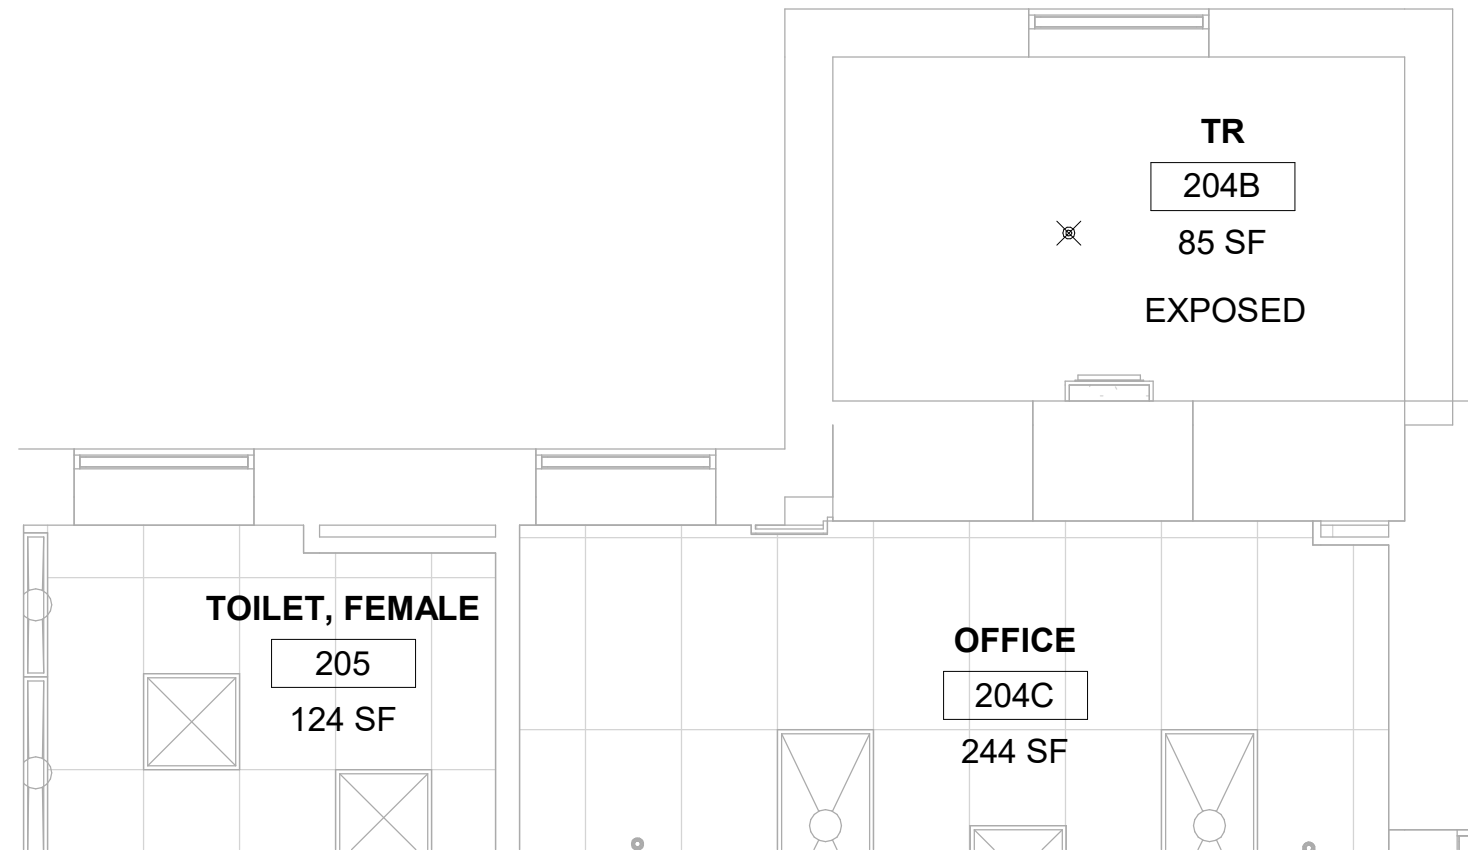 TR
204B
85 SF
EXPOSED
TOILET, FEMALE
205
124 SF
OFFICE
204C
244 SF